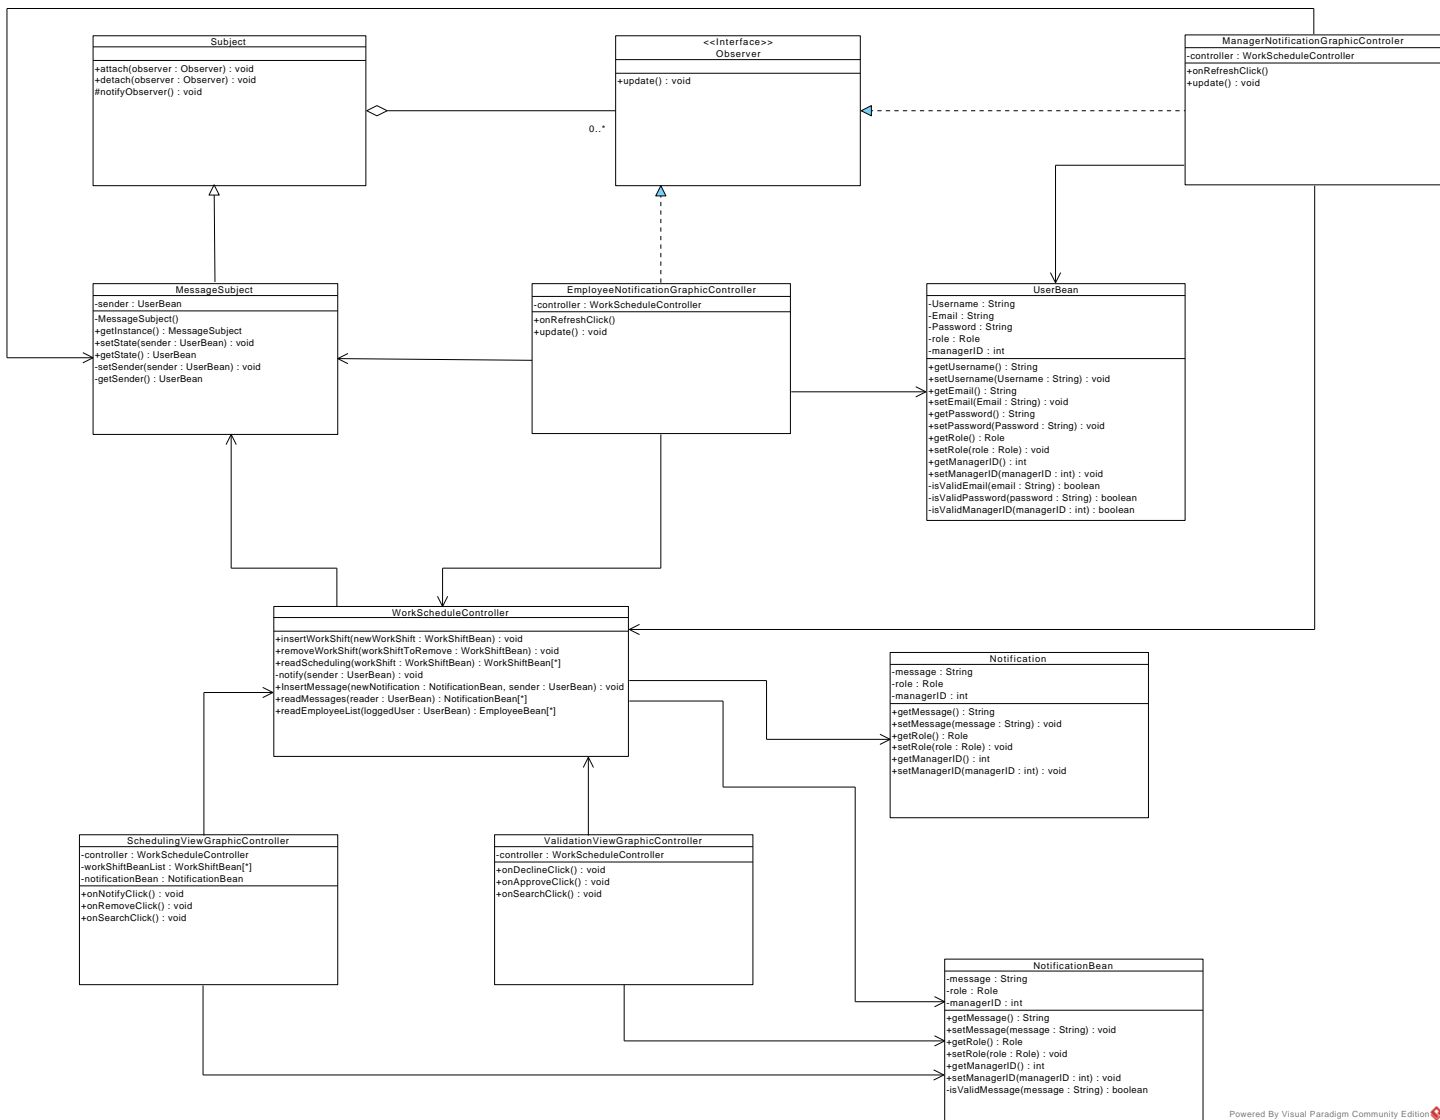 Subject
+attach(observer : Observer) : void
+detach(observer : Observer) : void
#notifyObserver() : void
<<Interface>>
Observer
+update() : void
ManagerNotificationGraphicControler
-controller : WorkScheduleController
+onRefreshClick()
+update() : void
0..*
MessageSubject
-sender : UserBean
-MessageSubject()
+getInstance() : MessageSubject
+setState(sender : UserBean) : void
+getState() : UserBean
-setSender(sender : UserBean) : void
-getSender() : UserBean
EmployeeNotificationGraphicController
-controller : WorkScheduleController
+onRefreshClick()
+update() : void
UserBean
-Username : String
-Email : String
-Password : String
-role : Role
-managerID : int
+getUsername() : String
+setUsername(Username : String) : void
+getEmail() : String
+setEmail(Email : String) : void
+getPassword() : String
+setPassword(Password : String) : void
+getRole() : Role
+setRole(role : Role) : void
+getManagerID() : int
+setManagerID(managerID : int) : void
-isValidEmail(email : String) : boolean
-isValidPassword(password : String) : boolean
-isValidManagerID(managerID : int) : boolean
WorkScheduleController
+insertWorkShift(newWorkShift : WorkShiftBean) : void
+removeWorkShift(workShiftToRemove : WorkShiftBean) : void
+readScheduling(workShift : WorkShiftBean) : WorkShiftBean[*]
-notify(sender : UserBean) : void
+InsertMessage(newNotification : NotificationBean, sender : UserBean) : void
+readMessages(reader : UserBean) : NotificationBean[*]
+readEmployeeList(loggedUser : UserBean) : EmployeeBean[*]
Notification
-message : String
-role : Role
-managerID : int
+getMessage() : String
+setMessage(message : String) : void
+getRole() : Role
+setRole(role : Role) : void
+getManagerID() : int
+setManagerID(managerID : int) : void
SchedulingViewGraphicController
-controller : WorkScheduleController
-workShiftBeanList : WorkShiftBean[*]
-notificationBean : NotificationBean
+onNotifyClick() : void
+onRemoveClick() : void
+onSearchClick() : void
ValidationViewGraphicController
-controller : WorkScheduleController
+onDeclineClick() : void
+onApproveClick() : void
+onSearchClick() : void
NotificationBean
-message : String
-role : Role
-managerID : int
+getMessage() : String
+setMessage(message : String) : void
+getRole() : Role
+setRole(role : Role) : void
+getManagerID() : int
+setManagerID(managerID : int) : void
-isValidMessage(message : String) : boolean
Powered By Visual Paradigm Community Edition